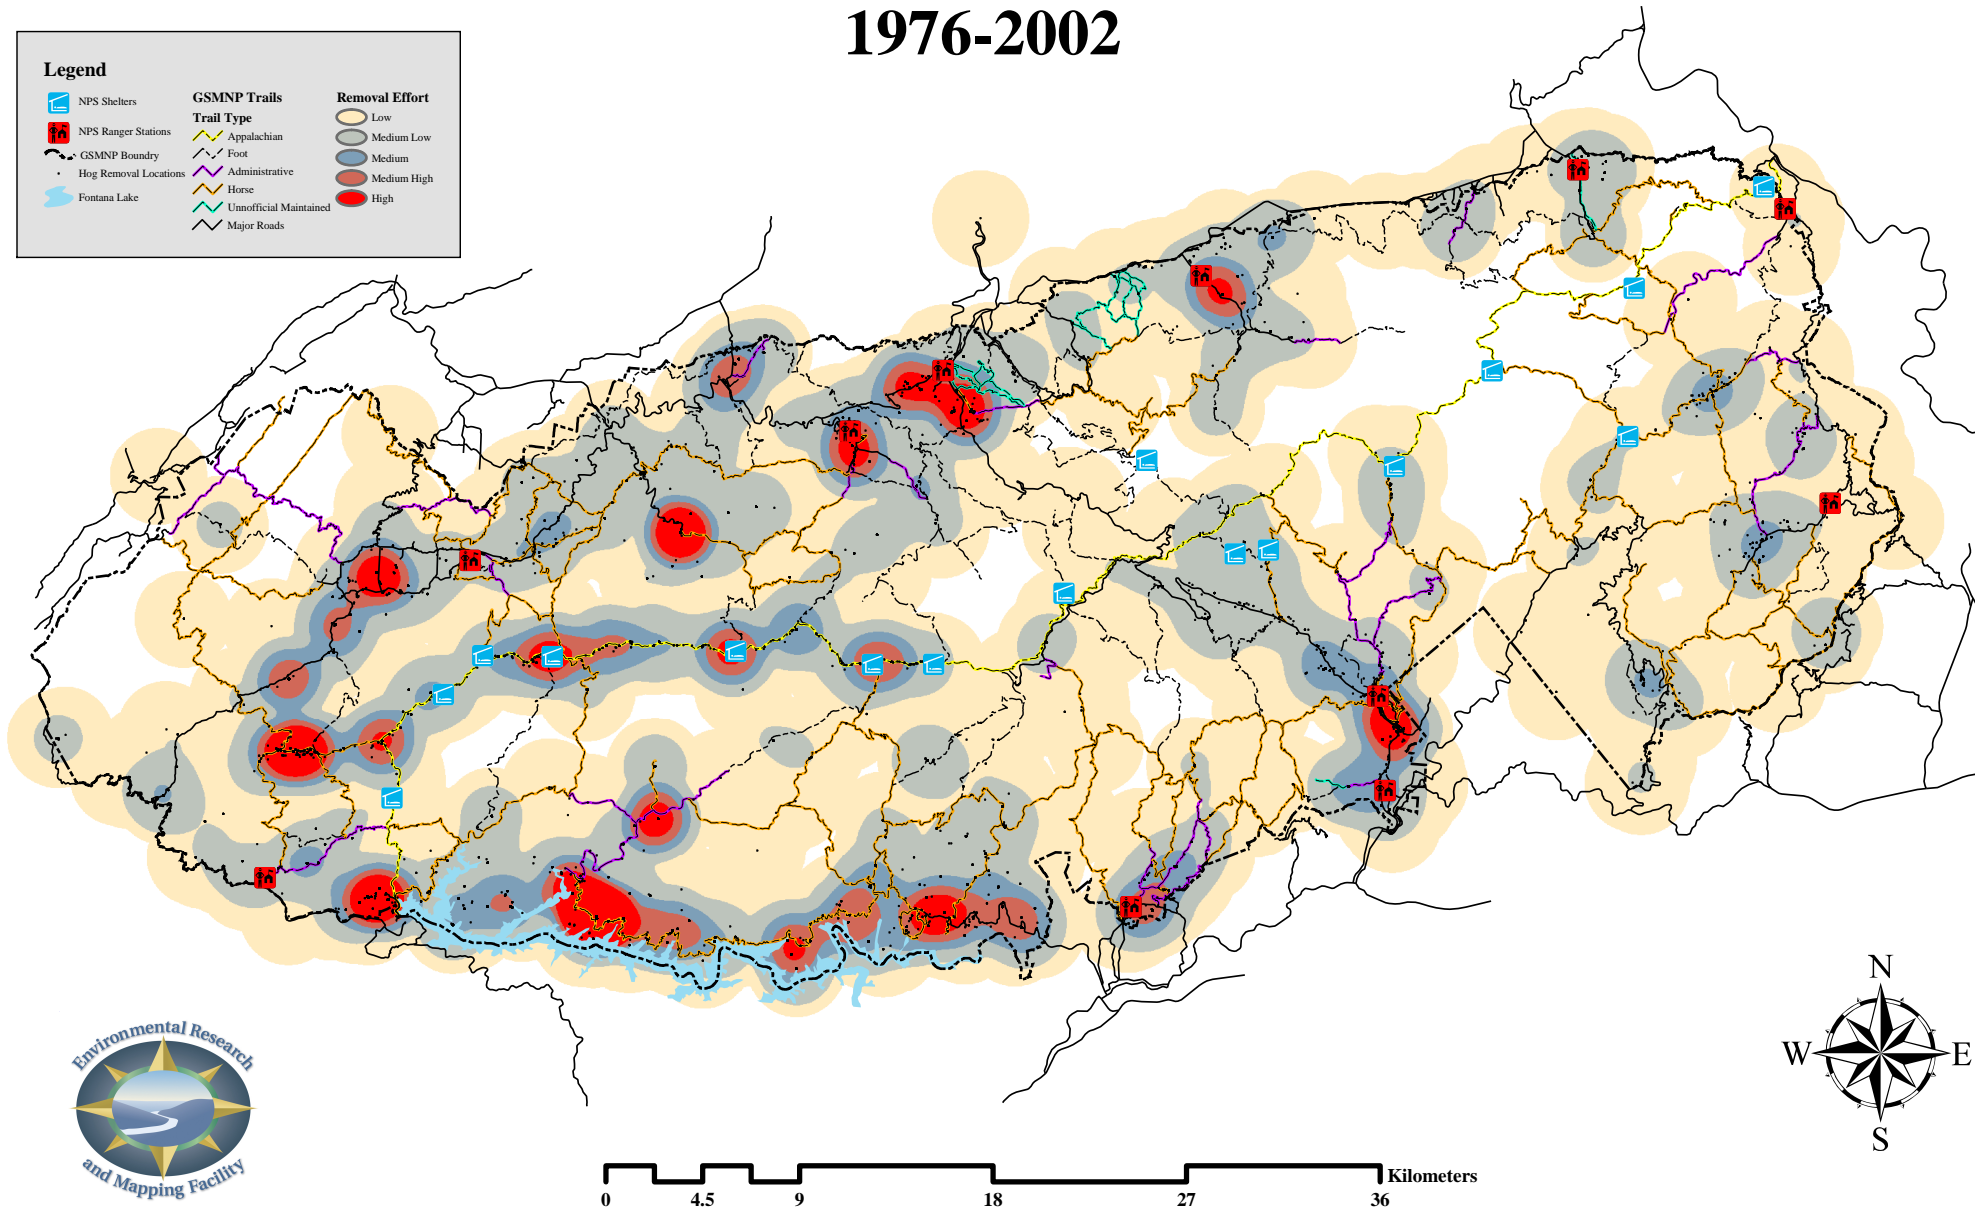 1976-2002
Legend
NPS Shelters
NPS Ranger Stations
GSMNP Boundry
Hog Removal Locations
Fontana Lake
GSMNP Trails
Trail Type
Appalachian
Foot
Administrative
Horse
Unnofficial Maintained
Major Roads
Removal Effort
Low
Medium Low
Medium
Medium High
High
N
W
E
S
Environmental Research
and Mapping Facility
Kilometers
0 4.5 9 18 27 36